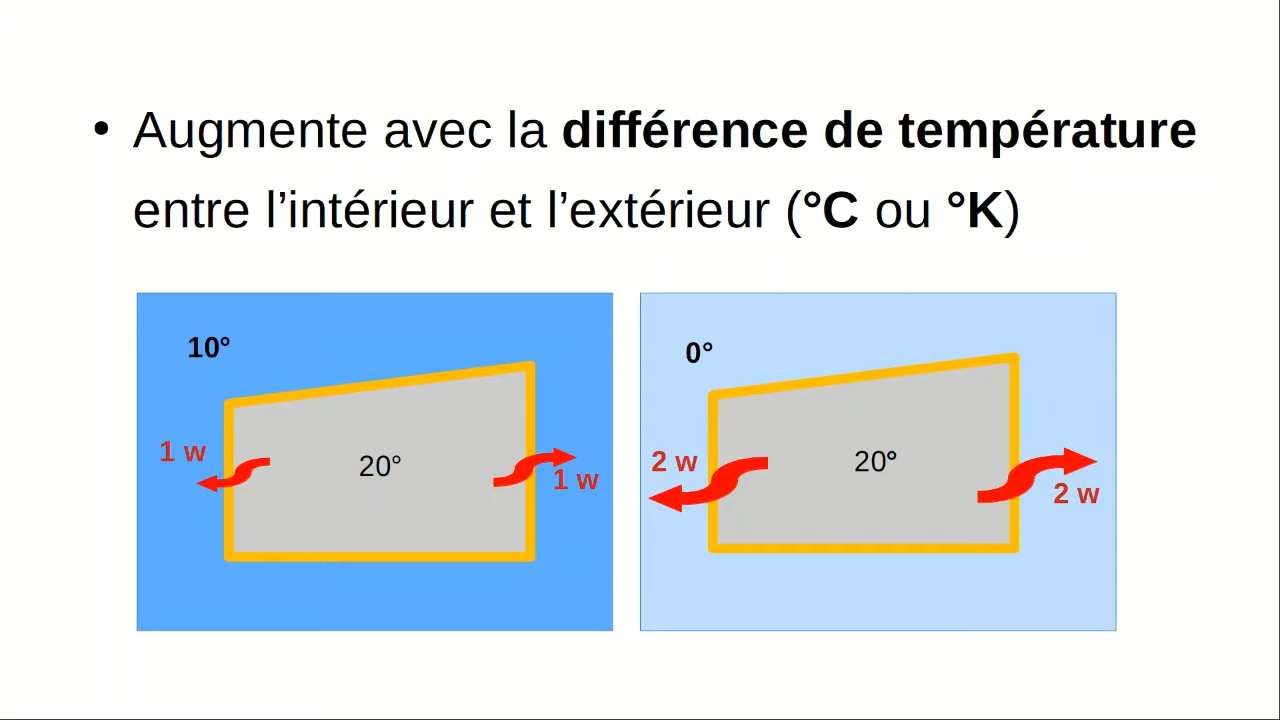 • Augmente avec la différence de température
entre l’intérieur et l’extérieur (°C ou °K)
10°
1 w
20°
1 w
0°
2 w
20°
2 w